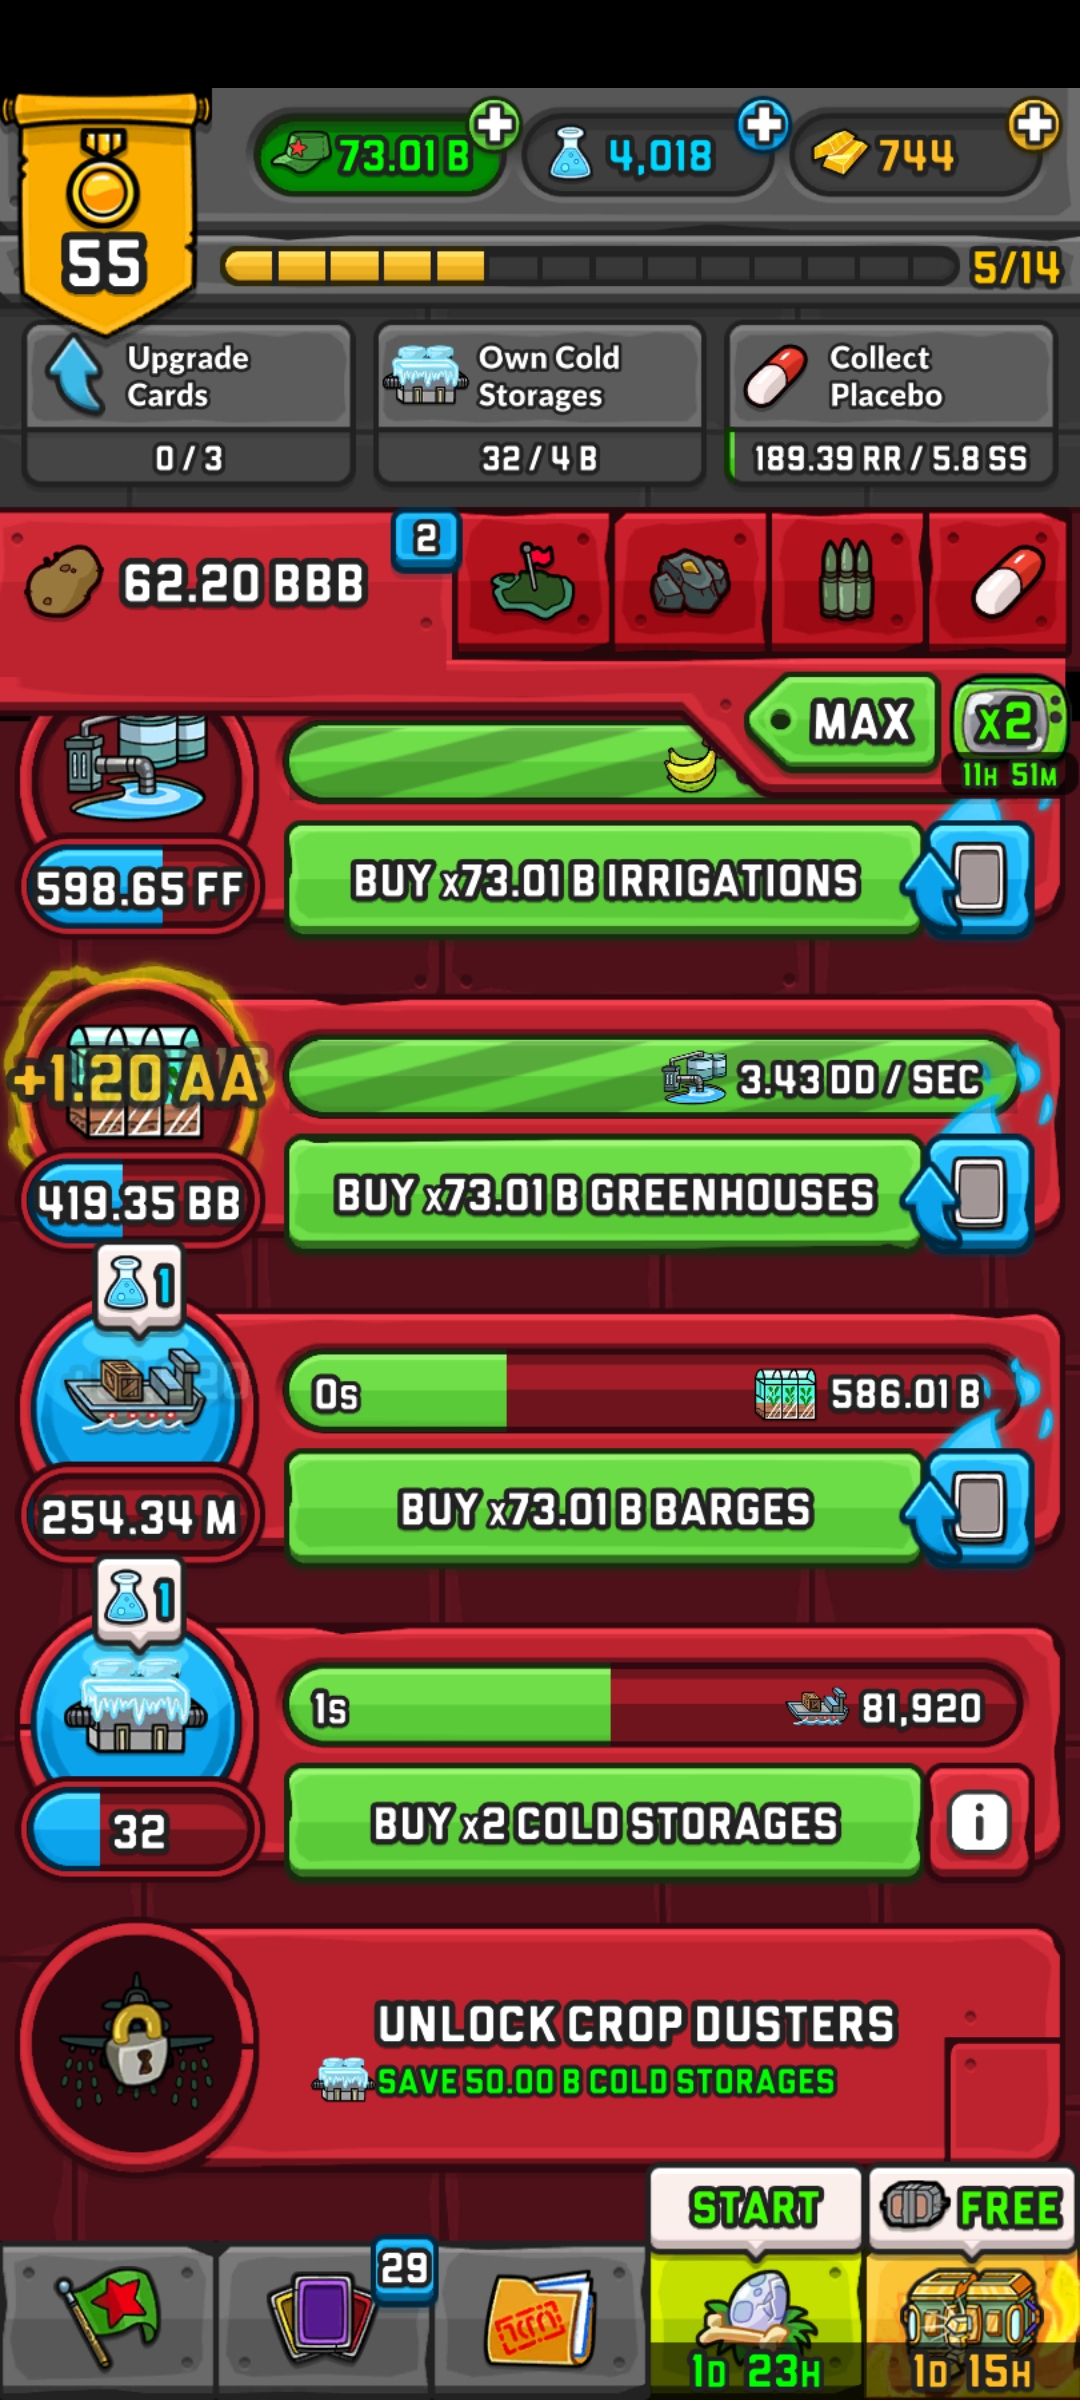 73.01 B
4,018
744
55
5/14
Upgrade
Cards
Own Cold
Storages
Collect
Placebo
0 / 3
32 / 4 B
189.39 RR / 5.8 SS
62.20 BBB
2
MAX
x2
11H 51M
598.65 FF
BUY x73.01 B IRRIGATIONS
+1.20 AA
3.43 DD / SEC
419.35 BB
BUY x73.01 B GREENHOUSES
1
0s
586.01 B
254.34 M
BUY x73.01 B BARGES
1
1s
81,920
32
BUY x2 COLD STORAGES
i
UNLOCK CROP DUSTERS
SAVE 50.00 B COLD STORAGES
START
FREE
29
1D 23H
1D 15H